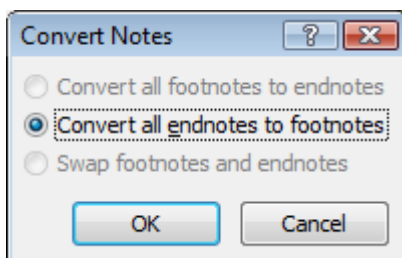 Convert Notes
Convert all footnotes to endnotes
Convert all endnotes to footnotes
Swap footnotes and endnotes
OK Cancel